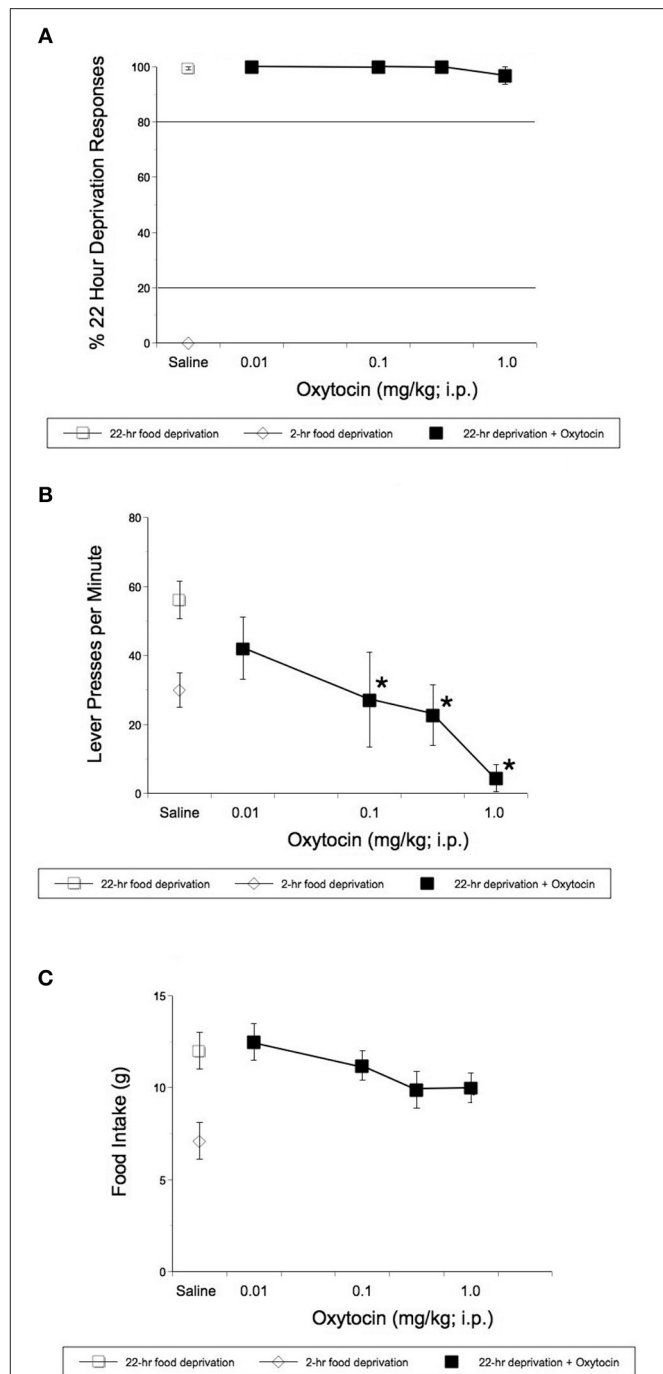 A
% 22 Hour Deprivation Responses
100
80
60
40
20
0
Saline 0.01 0.1 1.0
Oxytocin (mg/kg; i.p.)
22-hr food deprivation 2-hr food deprivation 22-hr deprivation + Oxytocin
B
Lever Presses per Minute
80
60
40
20
0
* * *
Saline 0.01 0.1 1.0
Oxytocin (mg/kg; i.p.)
22-hr food deprivation 2-hr food deprivation 22-hr deprivation + Oxytocin
C
Food Intake (g)
15
10
5
0
Saline 0.01 0.1 1.0
Oxytocin (mg/kg; i.p.)
22-hr food deprivation 2-hr food deprivation 22-hr deprivation + Oxytocin